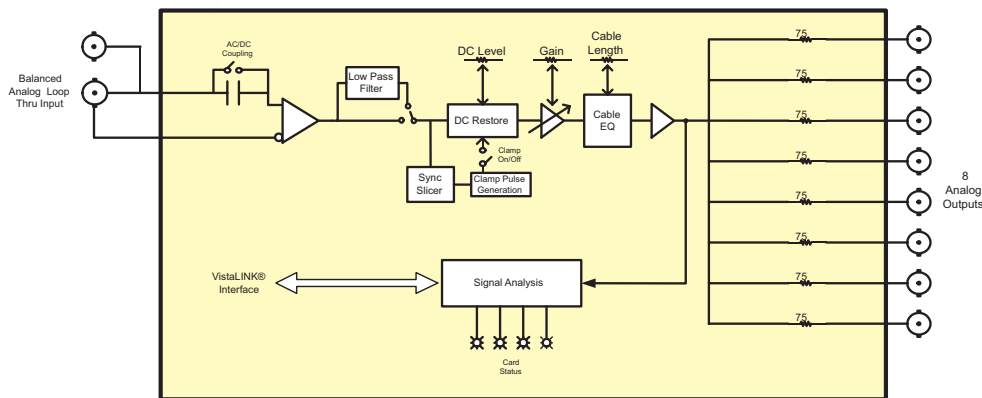 Balanced
Analog Loop
Thru Input
AC/DC
Coupling
Low Pass
Filter
DC Level
Gain
Cable
Length
DC Restore
Cable
EQ
Clamp
On/Off
Sync
Slicer
Clamp Pulse
Generation
VistaLINK®
Interface
Signal Analysis
Card
Status
75
75
75
75
75
75
75
75
8
Analog
Outputs